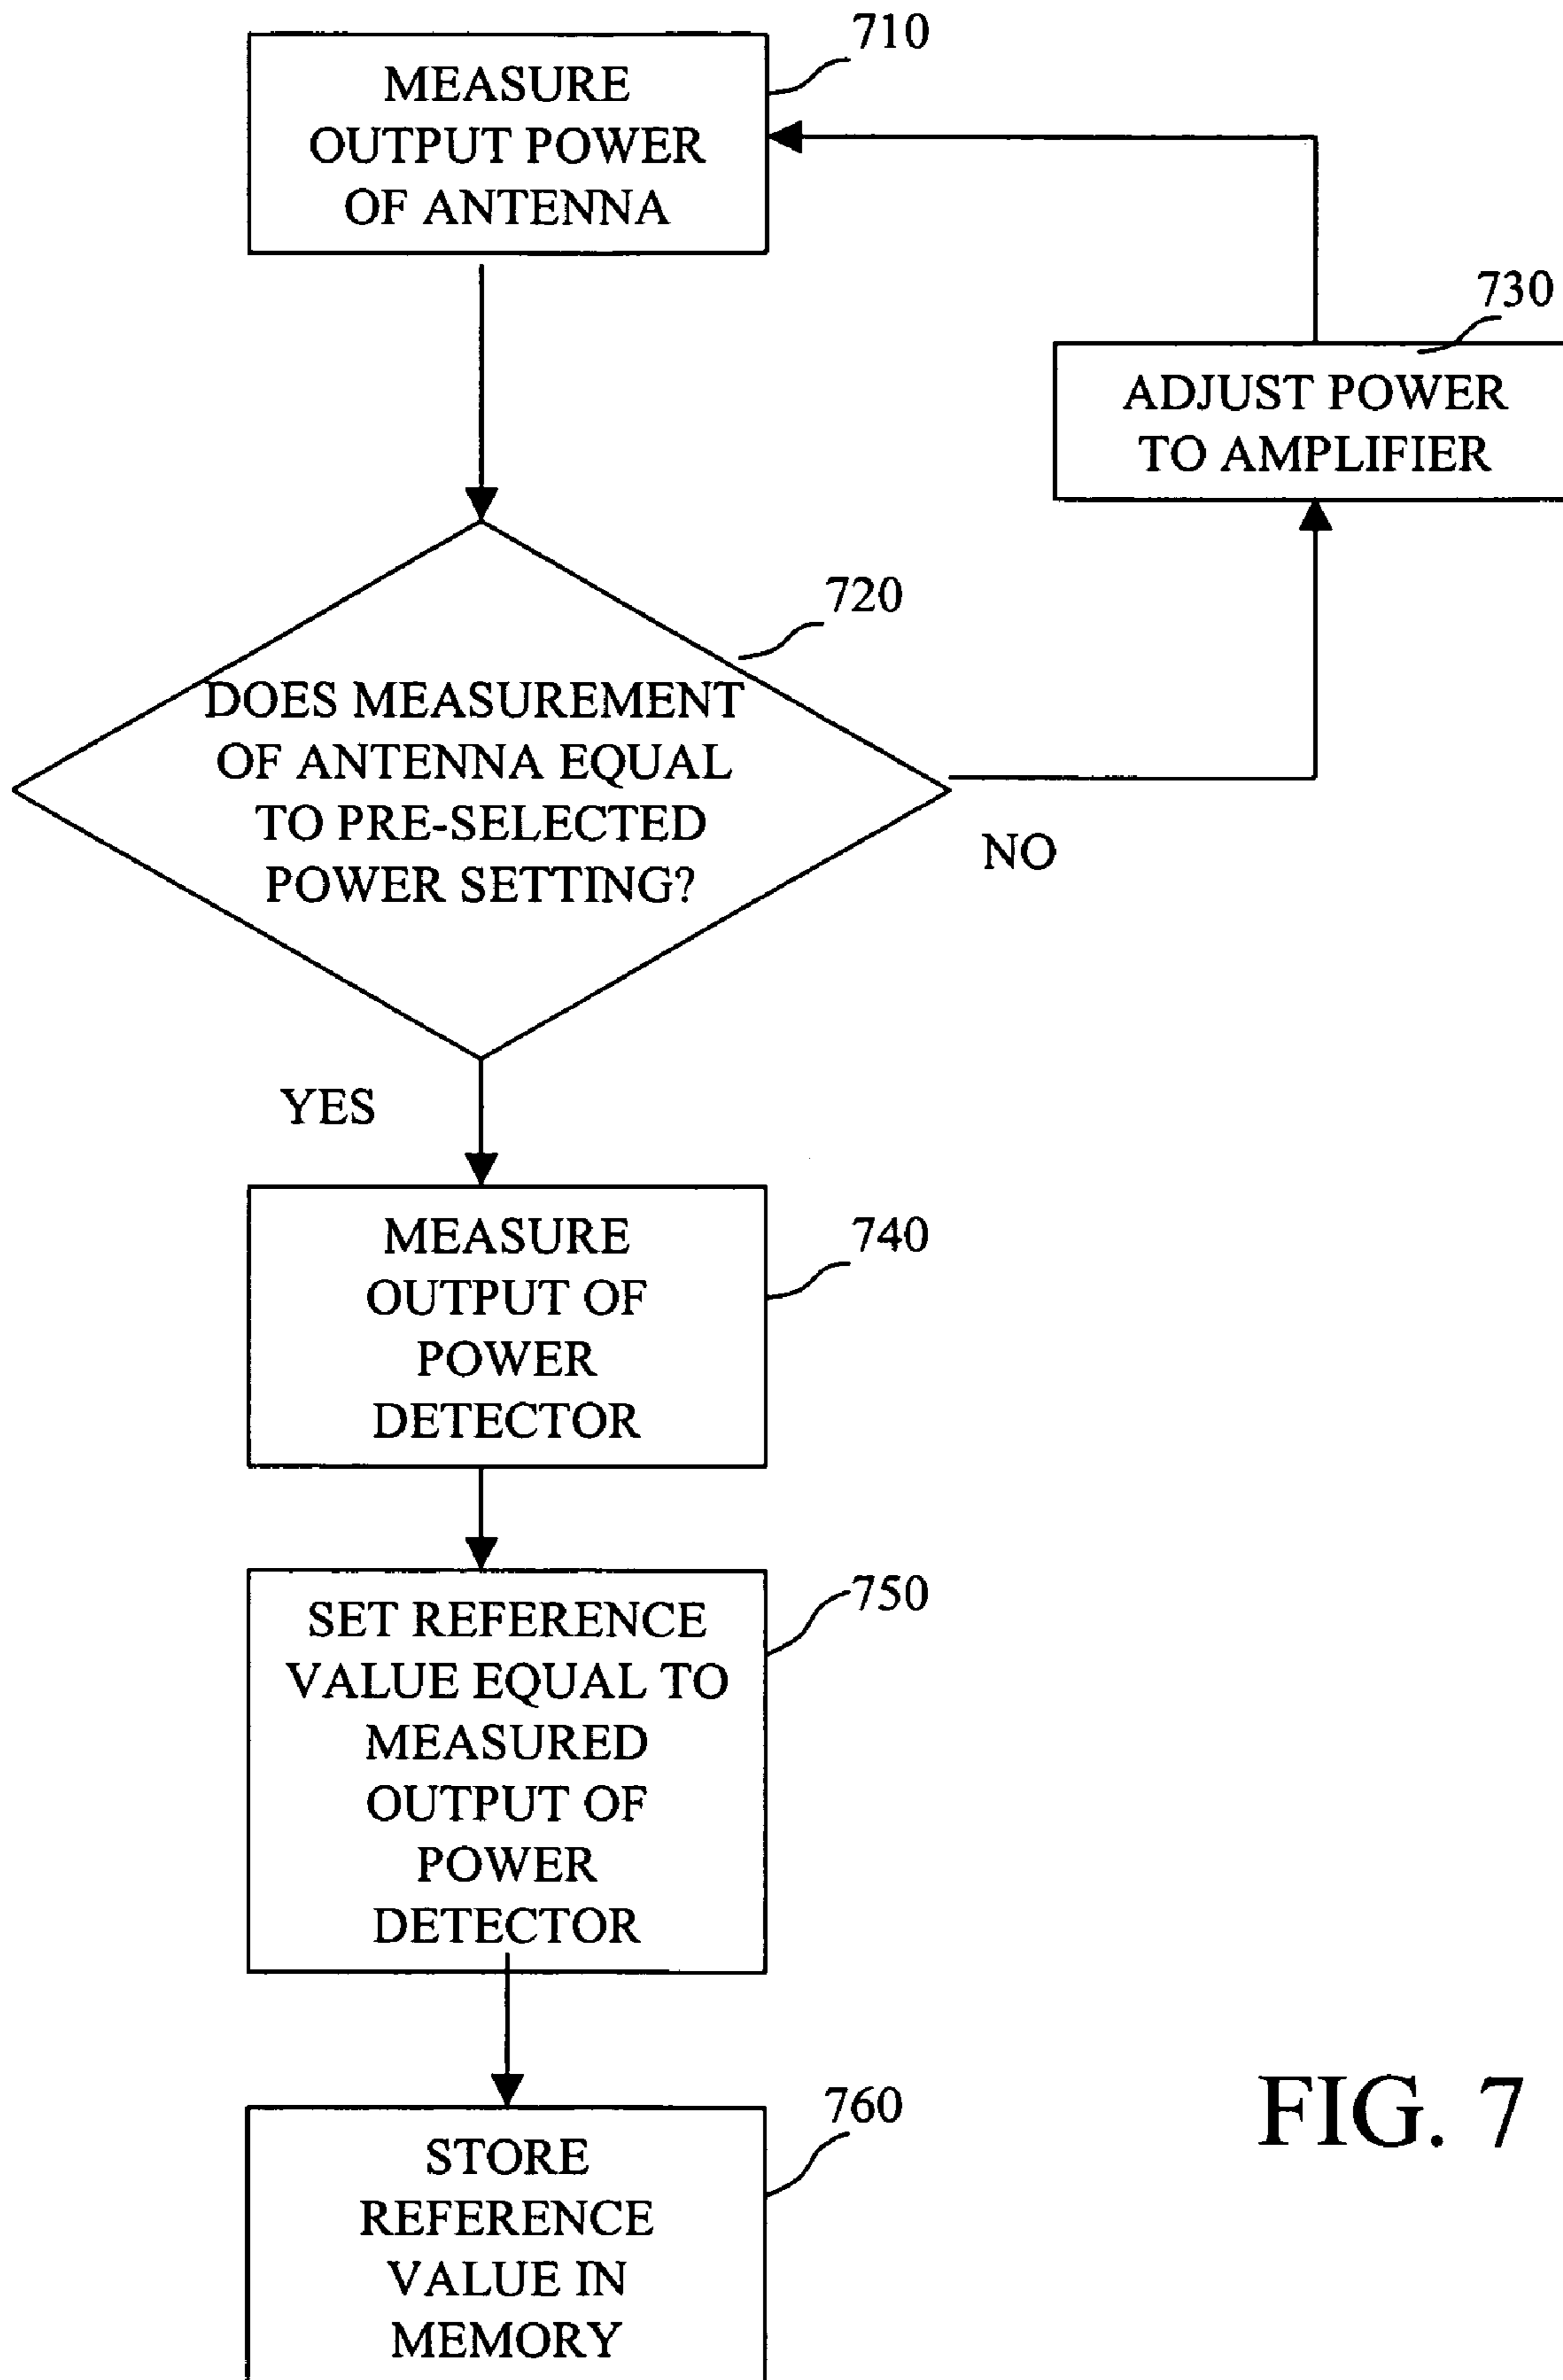 710
MEASURE
OUTPUT POWER
OF ANTENNA
730
ADJUST POWER
TO AMPLIFIER
720
DOES MEASUREMENT
OF ANTENNA EQUAL
TO PRE-SELECTED
POWER SETTING?
NO
YES
740
MEASURE
OUTPUT OF
POWER
DETECTOR
750
SET REFERENCE
VALUE EQUAL TO
MEASURED
OUTPUT OF
POWER
DETECTOR
760
STORE
REFERENCE
VALUE IN
MEMORY
FIG. 7